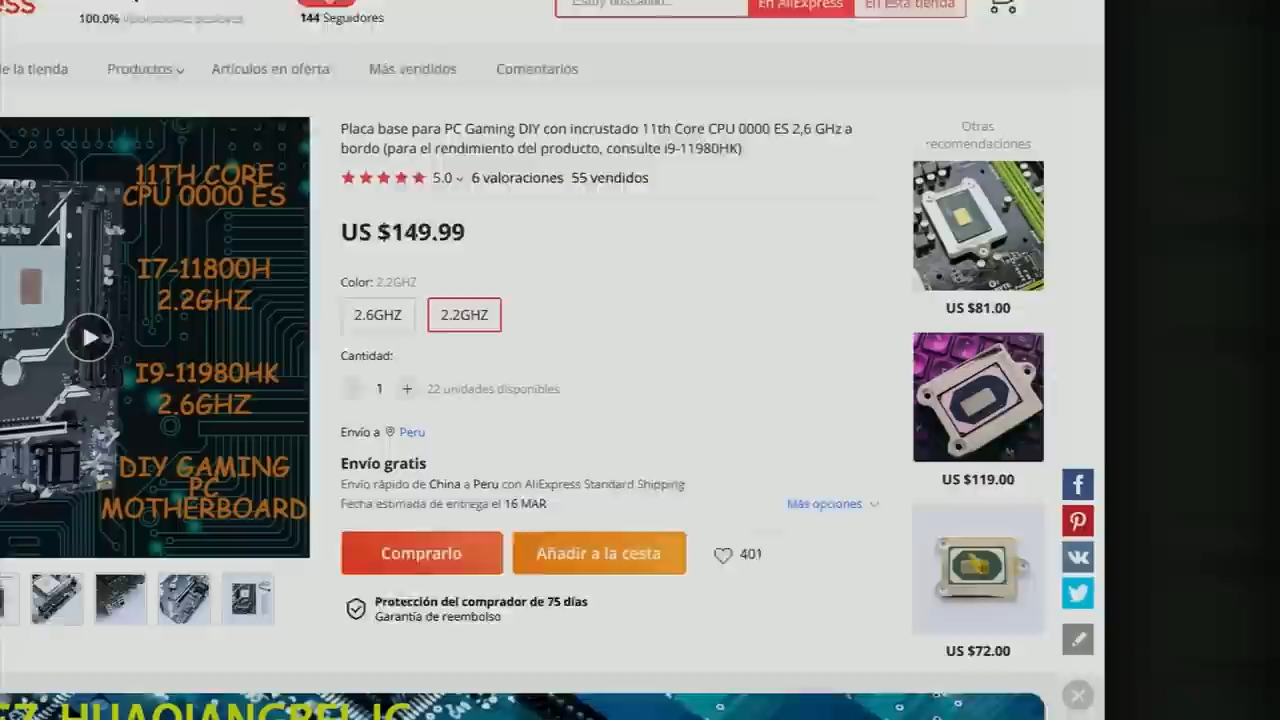 100.0%
144 Seguidores
En AliExpress
En esta tienda
de la tienda
Productos
Artículos en oferta
Más vendidos
Comentarios
11TH CORE
CPU 0000 ES
I7-11800H
2.2GHZ
I9-11980HK
2.6GHZ
DIY GAMING
PC
MOTHERBOARD
Placa base para PC Gaming DIY con incrustado 11th Core CPU 0000 ES 2,6 GHz a
bordo (para el rendimiento del producto, consulte i9-11980HK)
5.0 6 valoraciones 55 vendidos
US $149.99
Color: 2.2GHZ
2.6GHZ 2.2GHZ
Cantidad:
1 + 22 unidades disponibles
Envío a Peru
Envío gratis
Envío rápido de China a Peru con AliExpress Standard Shipping
Fecha estimada de entrega el 16 MAR
Más opciones
Comprarlo
Añadir a la cesta
401
Protección del comprador de 75 días
Garantía de reembolso
Otras
recomendaciones
US $81.00
US $119.00
US $72.00